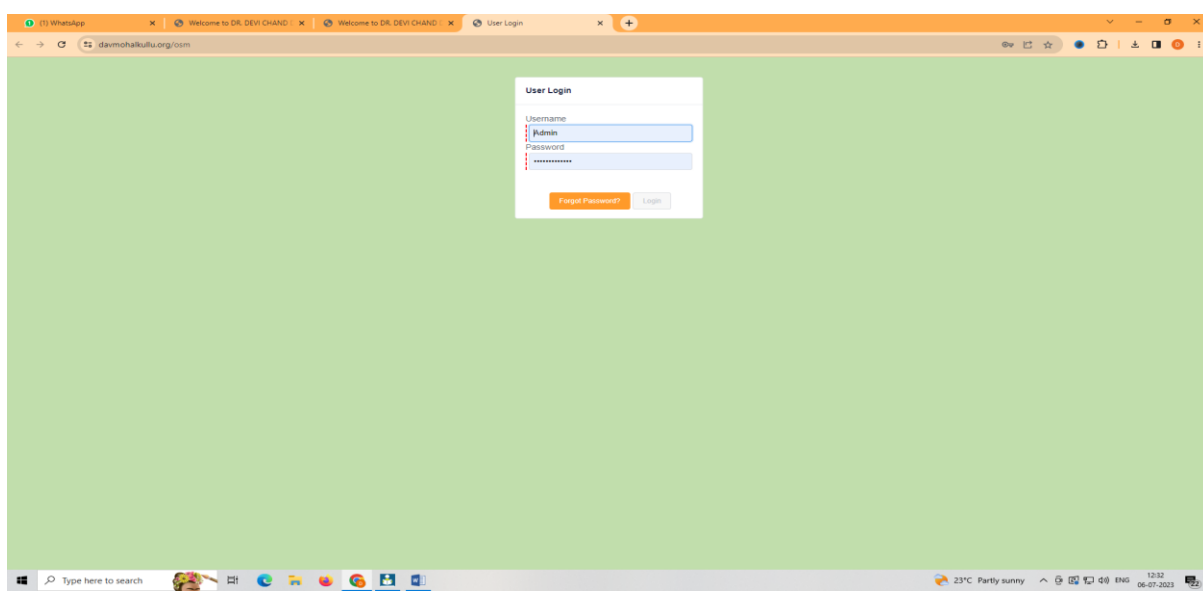 (1) WhatsApp
Welcome to DR. DEVI CHAND
Welcome to DR. DEVI CHAND
User Login
davmohalkullu.org/osm
User Login
Username
Admin
Password
•••••••••••••
Forgot Password?
Login
Type here to search
23°C Partly sunny
ENG
12:32
06-07-2023
22